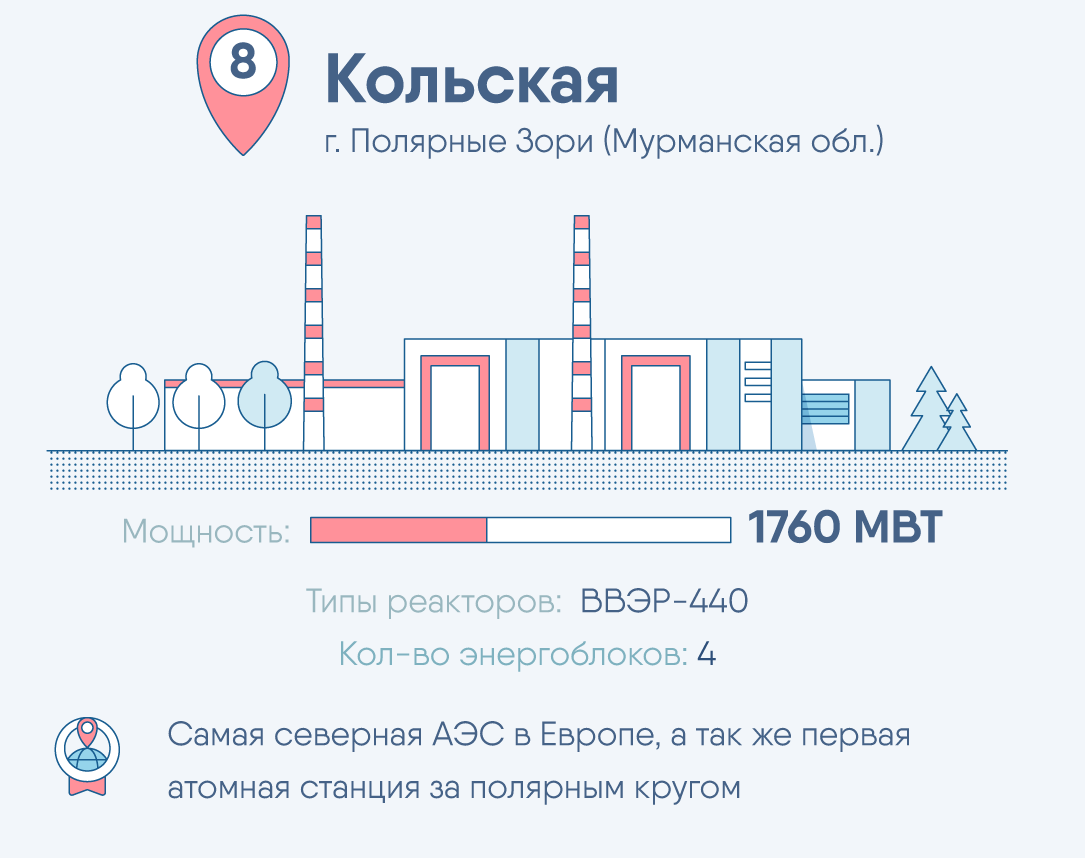 8
Кольская
г. Полярные Зори (Мурманская обл.)
Мощность: 1760 МВТ
Типы реакторов: ВВЭР-440
Кол-во энергоблоков: 4
Самая северная АЭС в Европе, а так же первая
атомная станция за полярным кругом